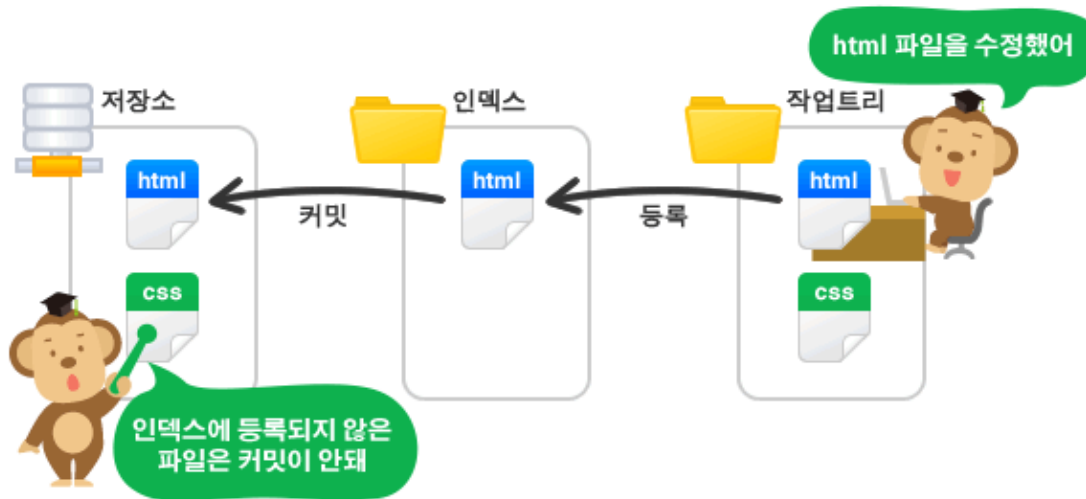 html 파일을 수정했어
저장소
인덱스
작업트리
html
html
html
커밋
등록
css
css
인덱스에 등록되지 않은
파일은 커밋이 안돼